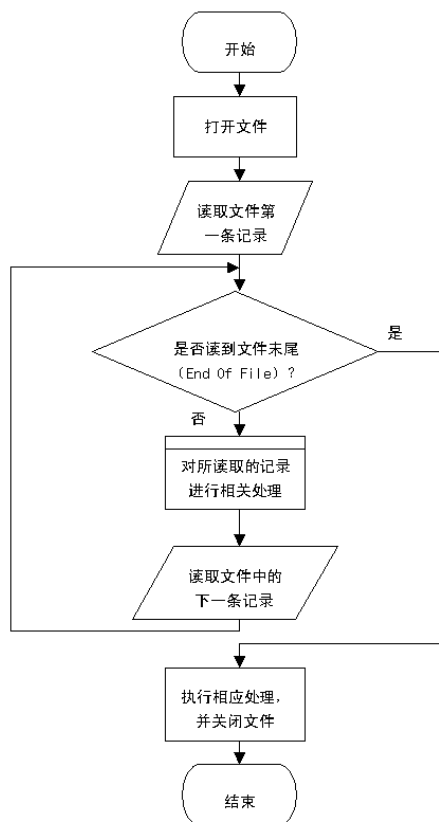 开始
打开文件
读取文件第
一条记录
是否读到文件末尾
(End Of File)?
是
否
对所读取的记录
进行相关处理
读取文件中的
下一条记录
执行相应处理，
并关闭文件
结束